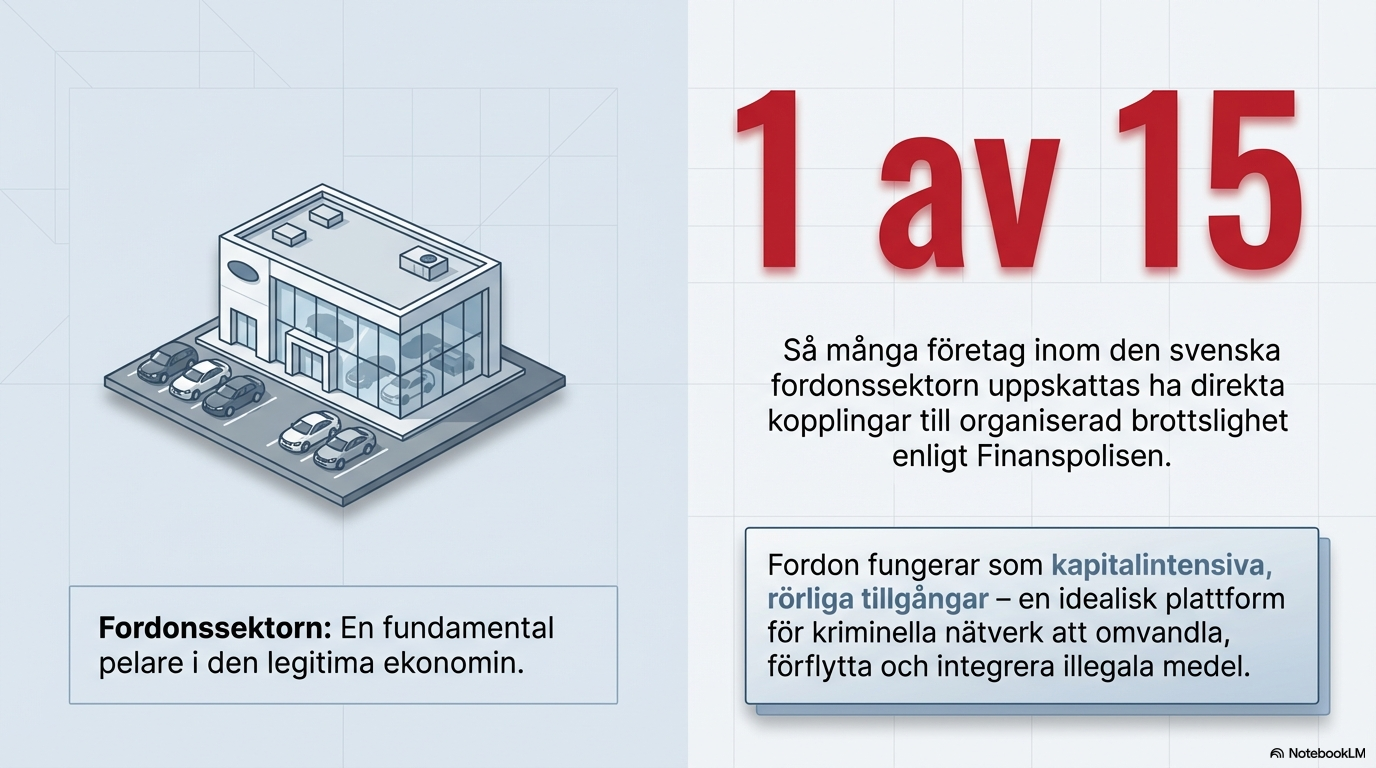 Fordonssektorn: En fundamental
pelare i den legitima ekonomin.
1 av 15
Så många företag inom den svenska
fordonssektorn uppskattas ha direkta
kopplingar till organiserad brottslighet
enligt Finanspolisen.
Fordon fungerar som kapitalintensiva,
rörliga tillgångar – en idealisk plattform
för kriminella nätverk att omvandla,
förflytta och integrera illegala medel.
NotebookLM